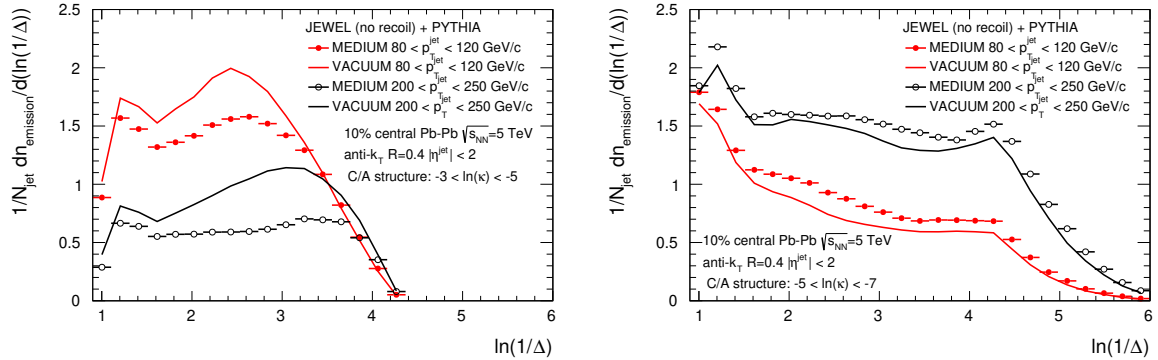 1/N_jet dn_emission/d(ln(1/Δ))
2.5
2
1.5
1
0.5
0
JEWEL (no recoil) + PYTHIA
MEDIUM 80 < p_T^jet < 120 GeV/c
VACUUM 80 < p_T^jet < 120 GeV/c
MEDIUM 200 < p_T^jet < 250 GeV/c
VACUUM 200 < p_T^jet < 250 GeV/c
10% central Pb-Pb √s_NN=5 TeV
anti-k_T R=0.4 |η^jet| < 2
C/A structure: -3 < ln(κ) < -5
1 2 3 4 5 6
ln(1/Δ)
1/N_jet dn_emission/d(ln(1/Δ))
2.5
2
1.5
1
0.5
0
JEWEL (no recoil) + PYTHIA
MEDIUM 80 < p_T^jet < 120 GeV/c
VACUUM 80 < p_T^jet < 120 GeV/c
MEDIUM 200 < p_T^jet < 250 GeV/c
VACUUM 200 < p_T^jet < 250 GeV/c
10% central Pb-Pb √s_NN=5 TeV
anti-k_T R=0.4 |η^jet| < 2
C/A structure: -5 < ln(κ) < -7
1 2 3 4 5 6
ln(1/Δ)